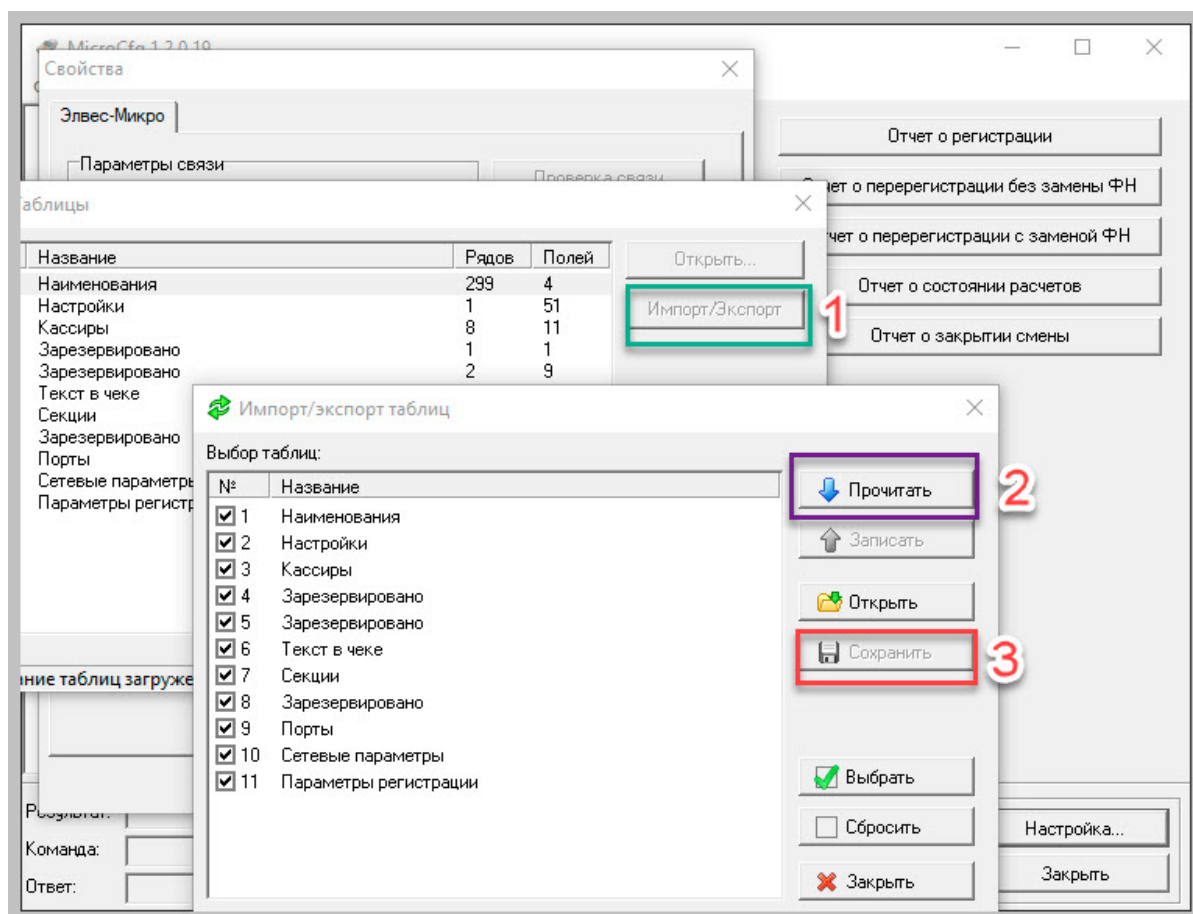 MicroCfg 1.2.0.19
Свойства
Элвес-Микро
Параметры связи
Проверка связи
Отчет о регистрации
Отчет о перерегистрации без замены ФН
чет о перерегистрации с заменой ФН
Отчет о состоянии расчетов
Отчет о закрытии смены
аблицы
Название Рядов Полей
Наименования 299 4
Настройки 1 51
Кассиры 8 11
Зарезервировано 1 1
Зарезервировано 2 9
Текст в чеке
Секции
Зарезервировано
Порты
Сетевые параметры
Параметры регистр
Открыть...
Импорт/Экспорт
1
ние таблиц загруже
Импорт/экспорт таблиц
Выбор таблиц:
№ Название
1 Наименования
2 Настройки
3 Кассиры
4 Зарезервировано
5 Зарезервировано
6 Текст в чеке
7 Секции
8 Зарезервировано
9 Порты
10 Сетевые параметры
11 Параметры регистрации
Прочитать
2
Записать
Открыть
Сохранить
3
Выбрать
Сбросить
Закрыть
Результат:
Команда:
Ответ:
Настройка...
Закрыть